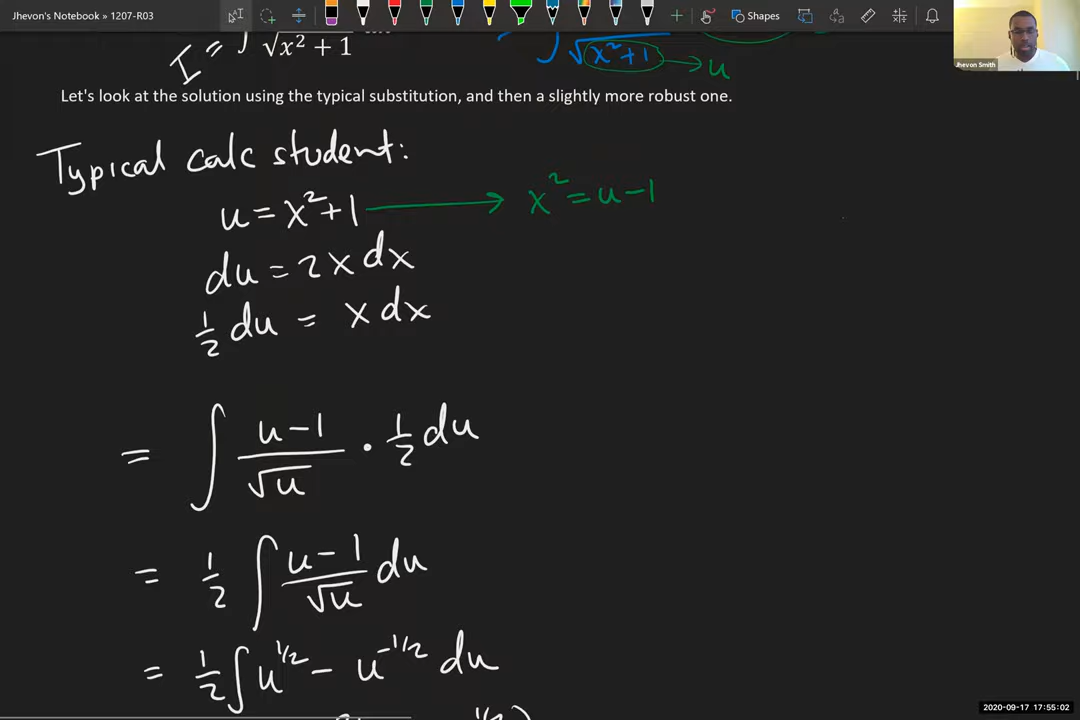 Jhevon's Notebook » 1207-R03
Shapes
Jhevon Smith
I = ∫ √x² + 1
∫ √x²+1 → u
Let's look at the solution using the typical substitution, and then a slightly more robust one.
Typical calc student:
u = x²+1 → x² = u-1
du = 2x dx
½ du = x dx
= ∫ (u-1)/√u · ½ du
= ½ ∫ (u-1)/√u du
= ½ ∫ u^1/2 - u^-1/2 du
2020-09-17 17:55:02